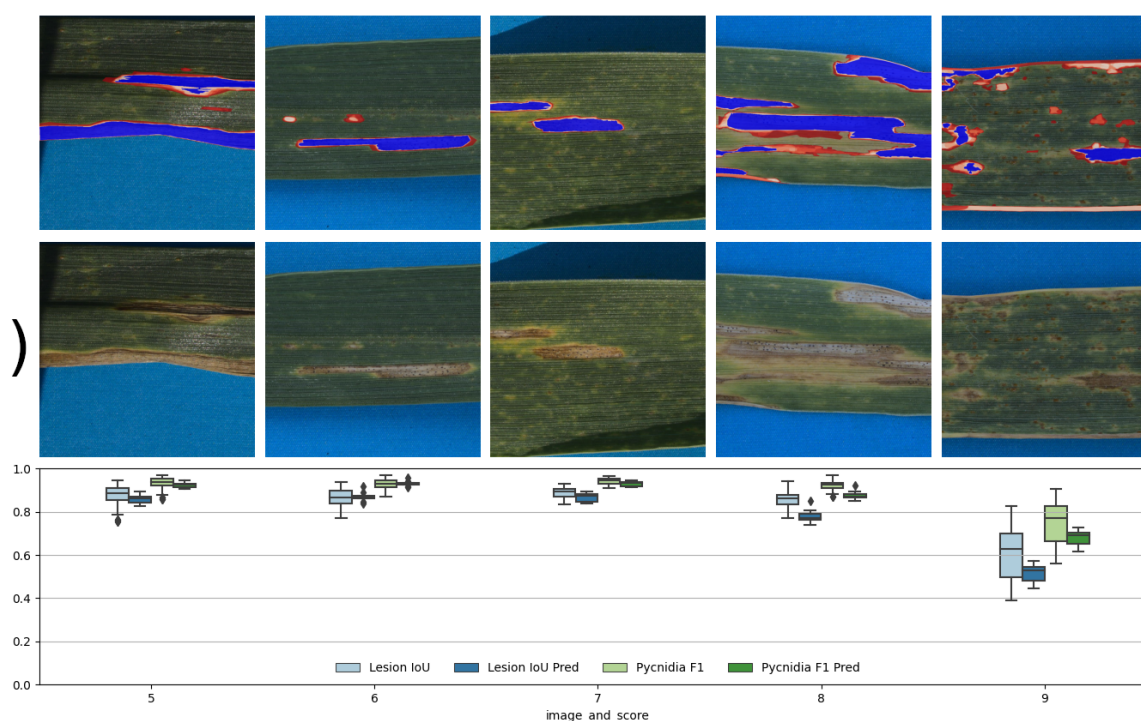 )
1.0
0.8
0.6
0.4
0.2
0.0
Lesion IoU Lesion IoU Pred Pycnidia F1 Pycnidia F1 Pred
5 6 7 8 9
image_and_score